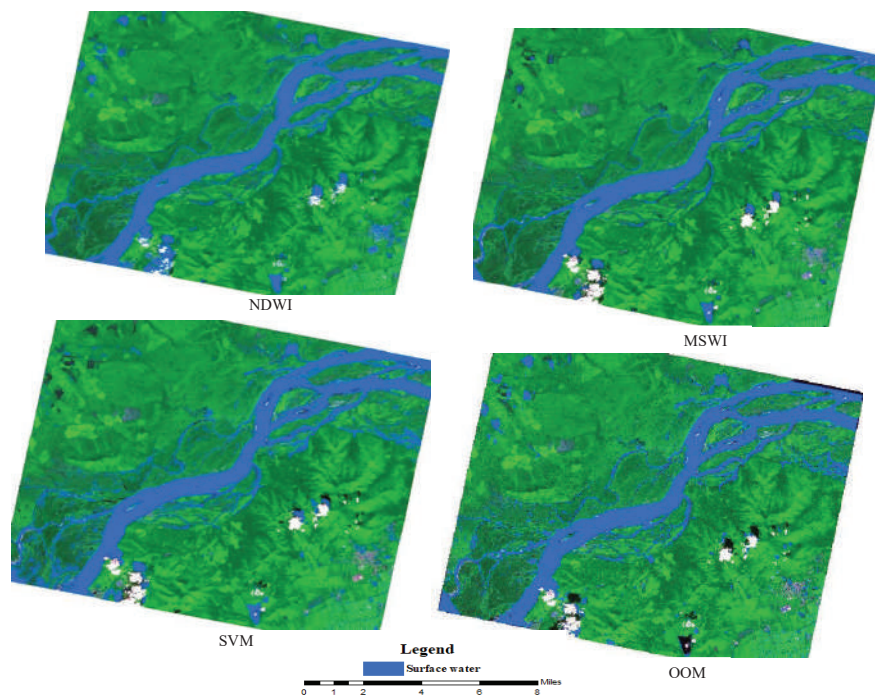 NDWI
MSWI
SVM
OOM
Legend
Surface water
Miles
0 1 2 4 6 8